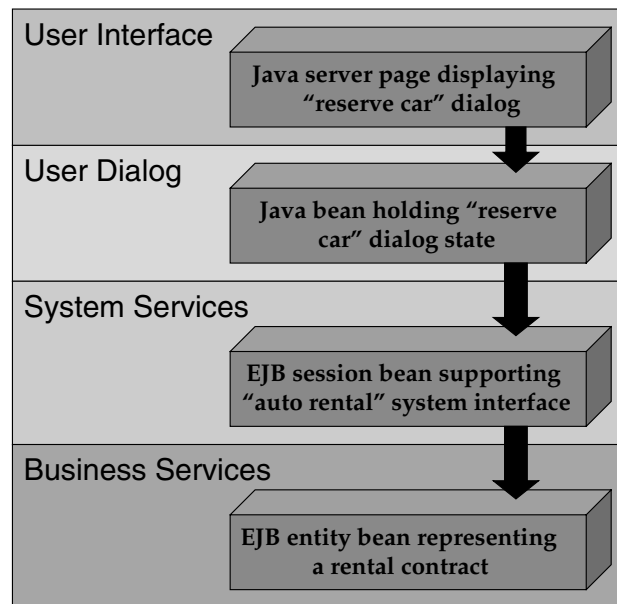 User Interface
Java server page displaying
“reserve car” dialog
User Dialog
Java bean holding “reserve
car” dialog state
System Services
EJB session bean supporting
“auto rental” system interface
Business Services
EJB entity bean representing
a rental contract